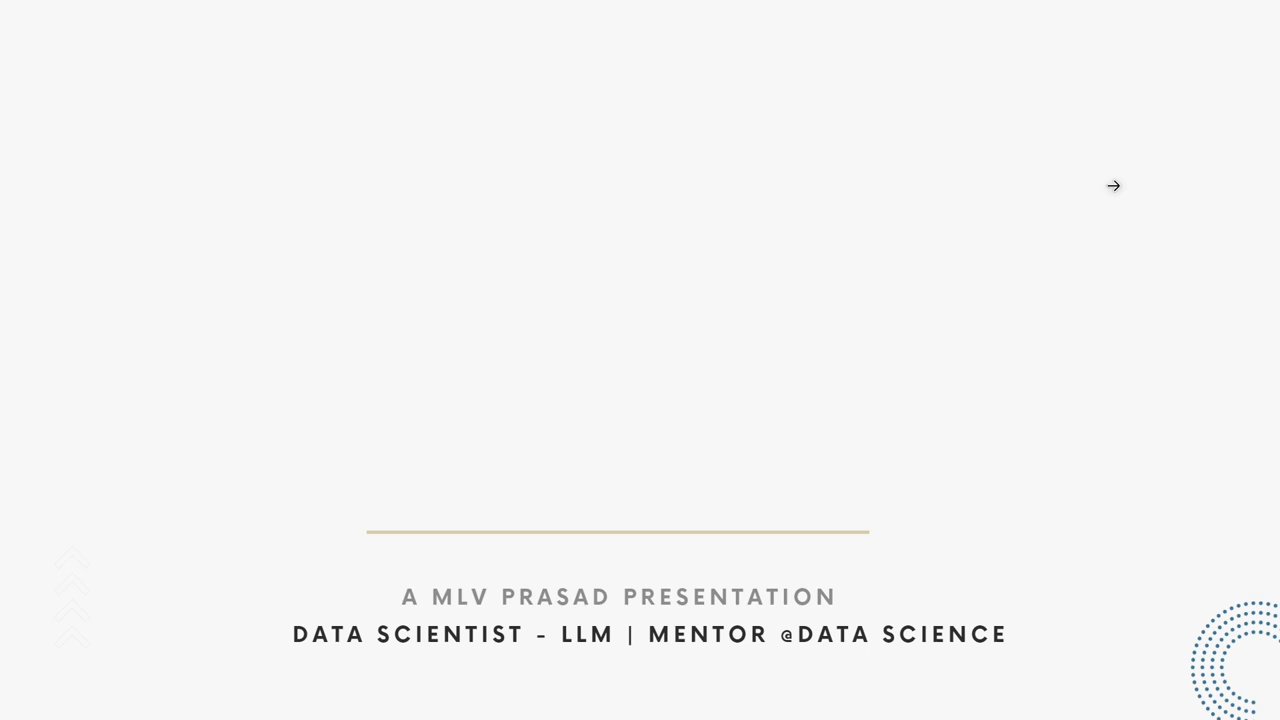 A MLV PRASAD PRESENTATION
DATA SCIENTIST - LLM | MENTOR @DATA SCIENCE